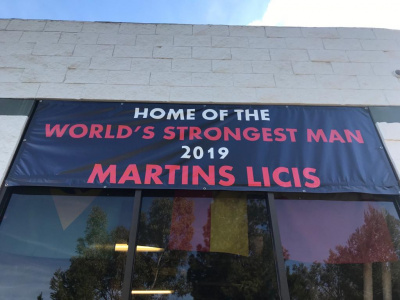 HOME OF THE
WORLD'S STRONGEST MAN
2019
MARTINS LICIS